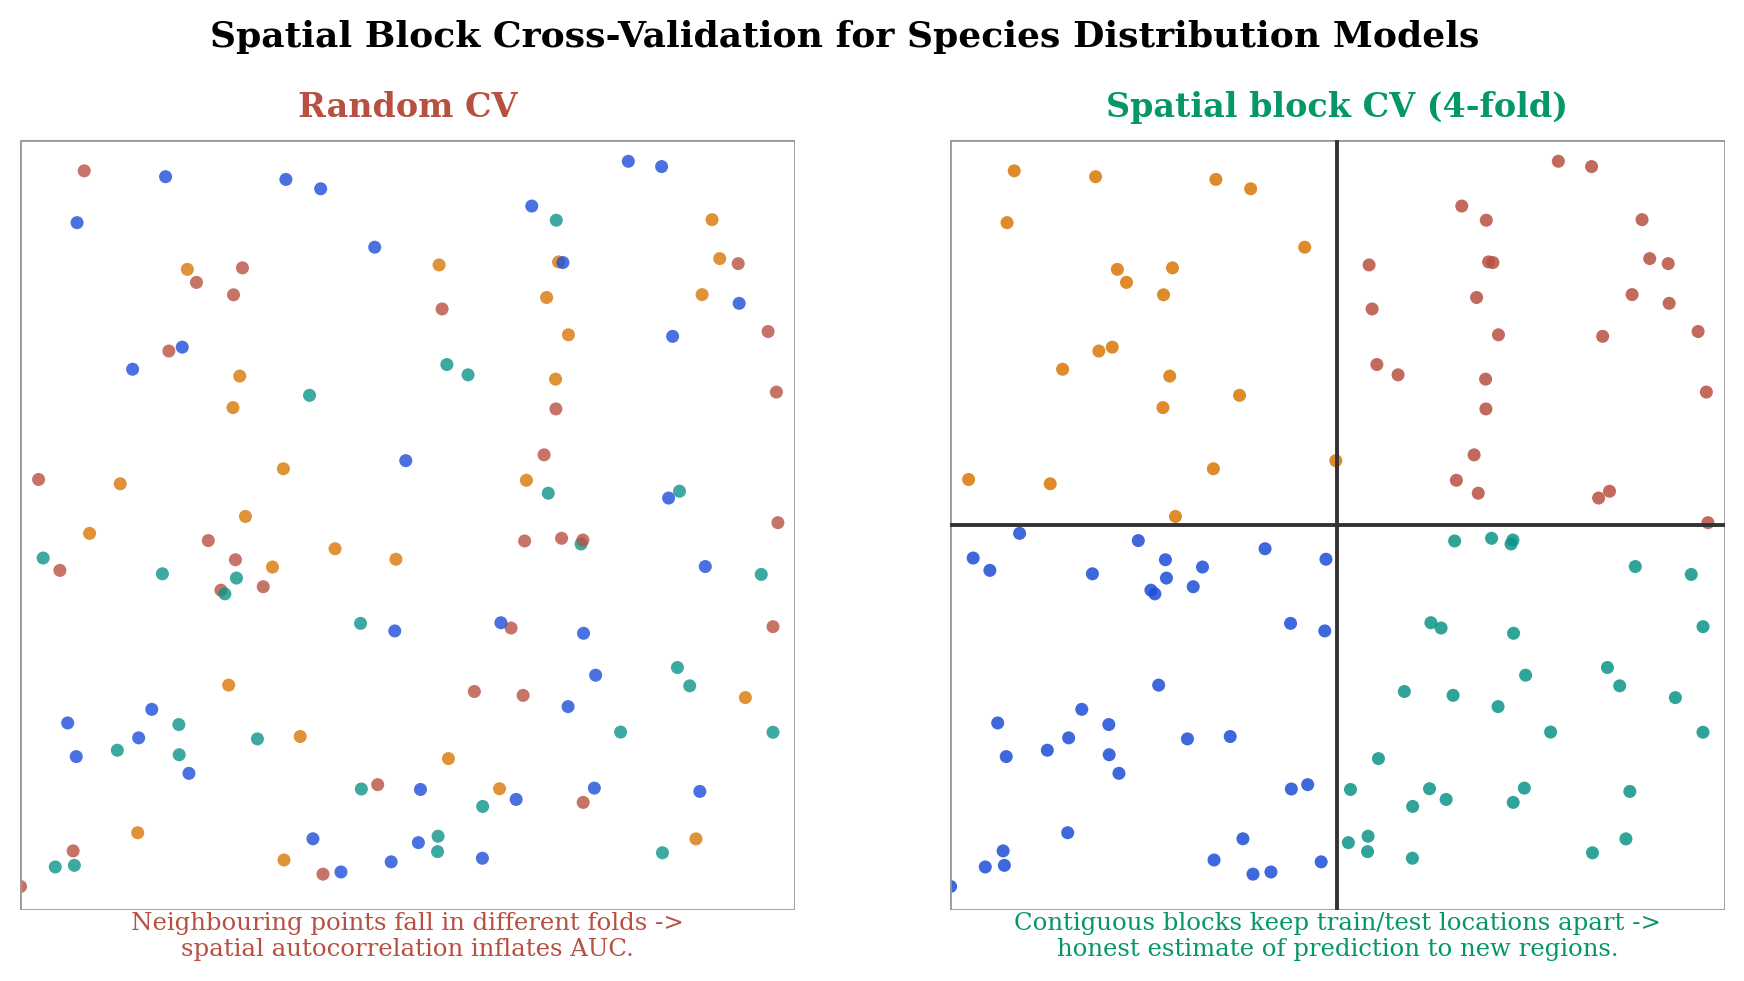 Spatial Block Cross-Validation for Species Distribution Models
Random CV
Spatial block CV (4-fold)
Neighbouring points fall in different folds ->
spatial autocorrelation inflates AUC.
Contiguous blocks keep train/test locations apart ->
honest estimate of prediction to new regions.